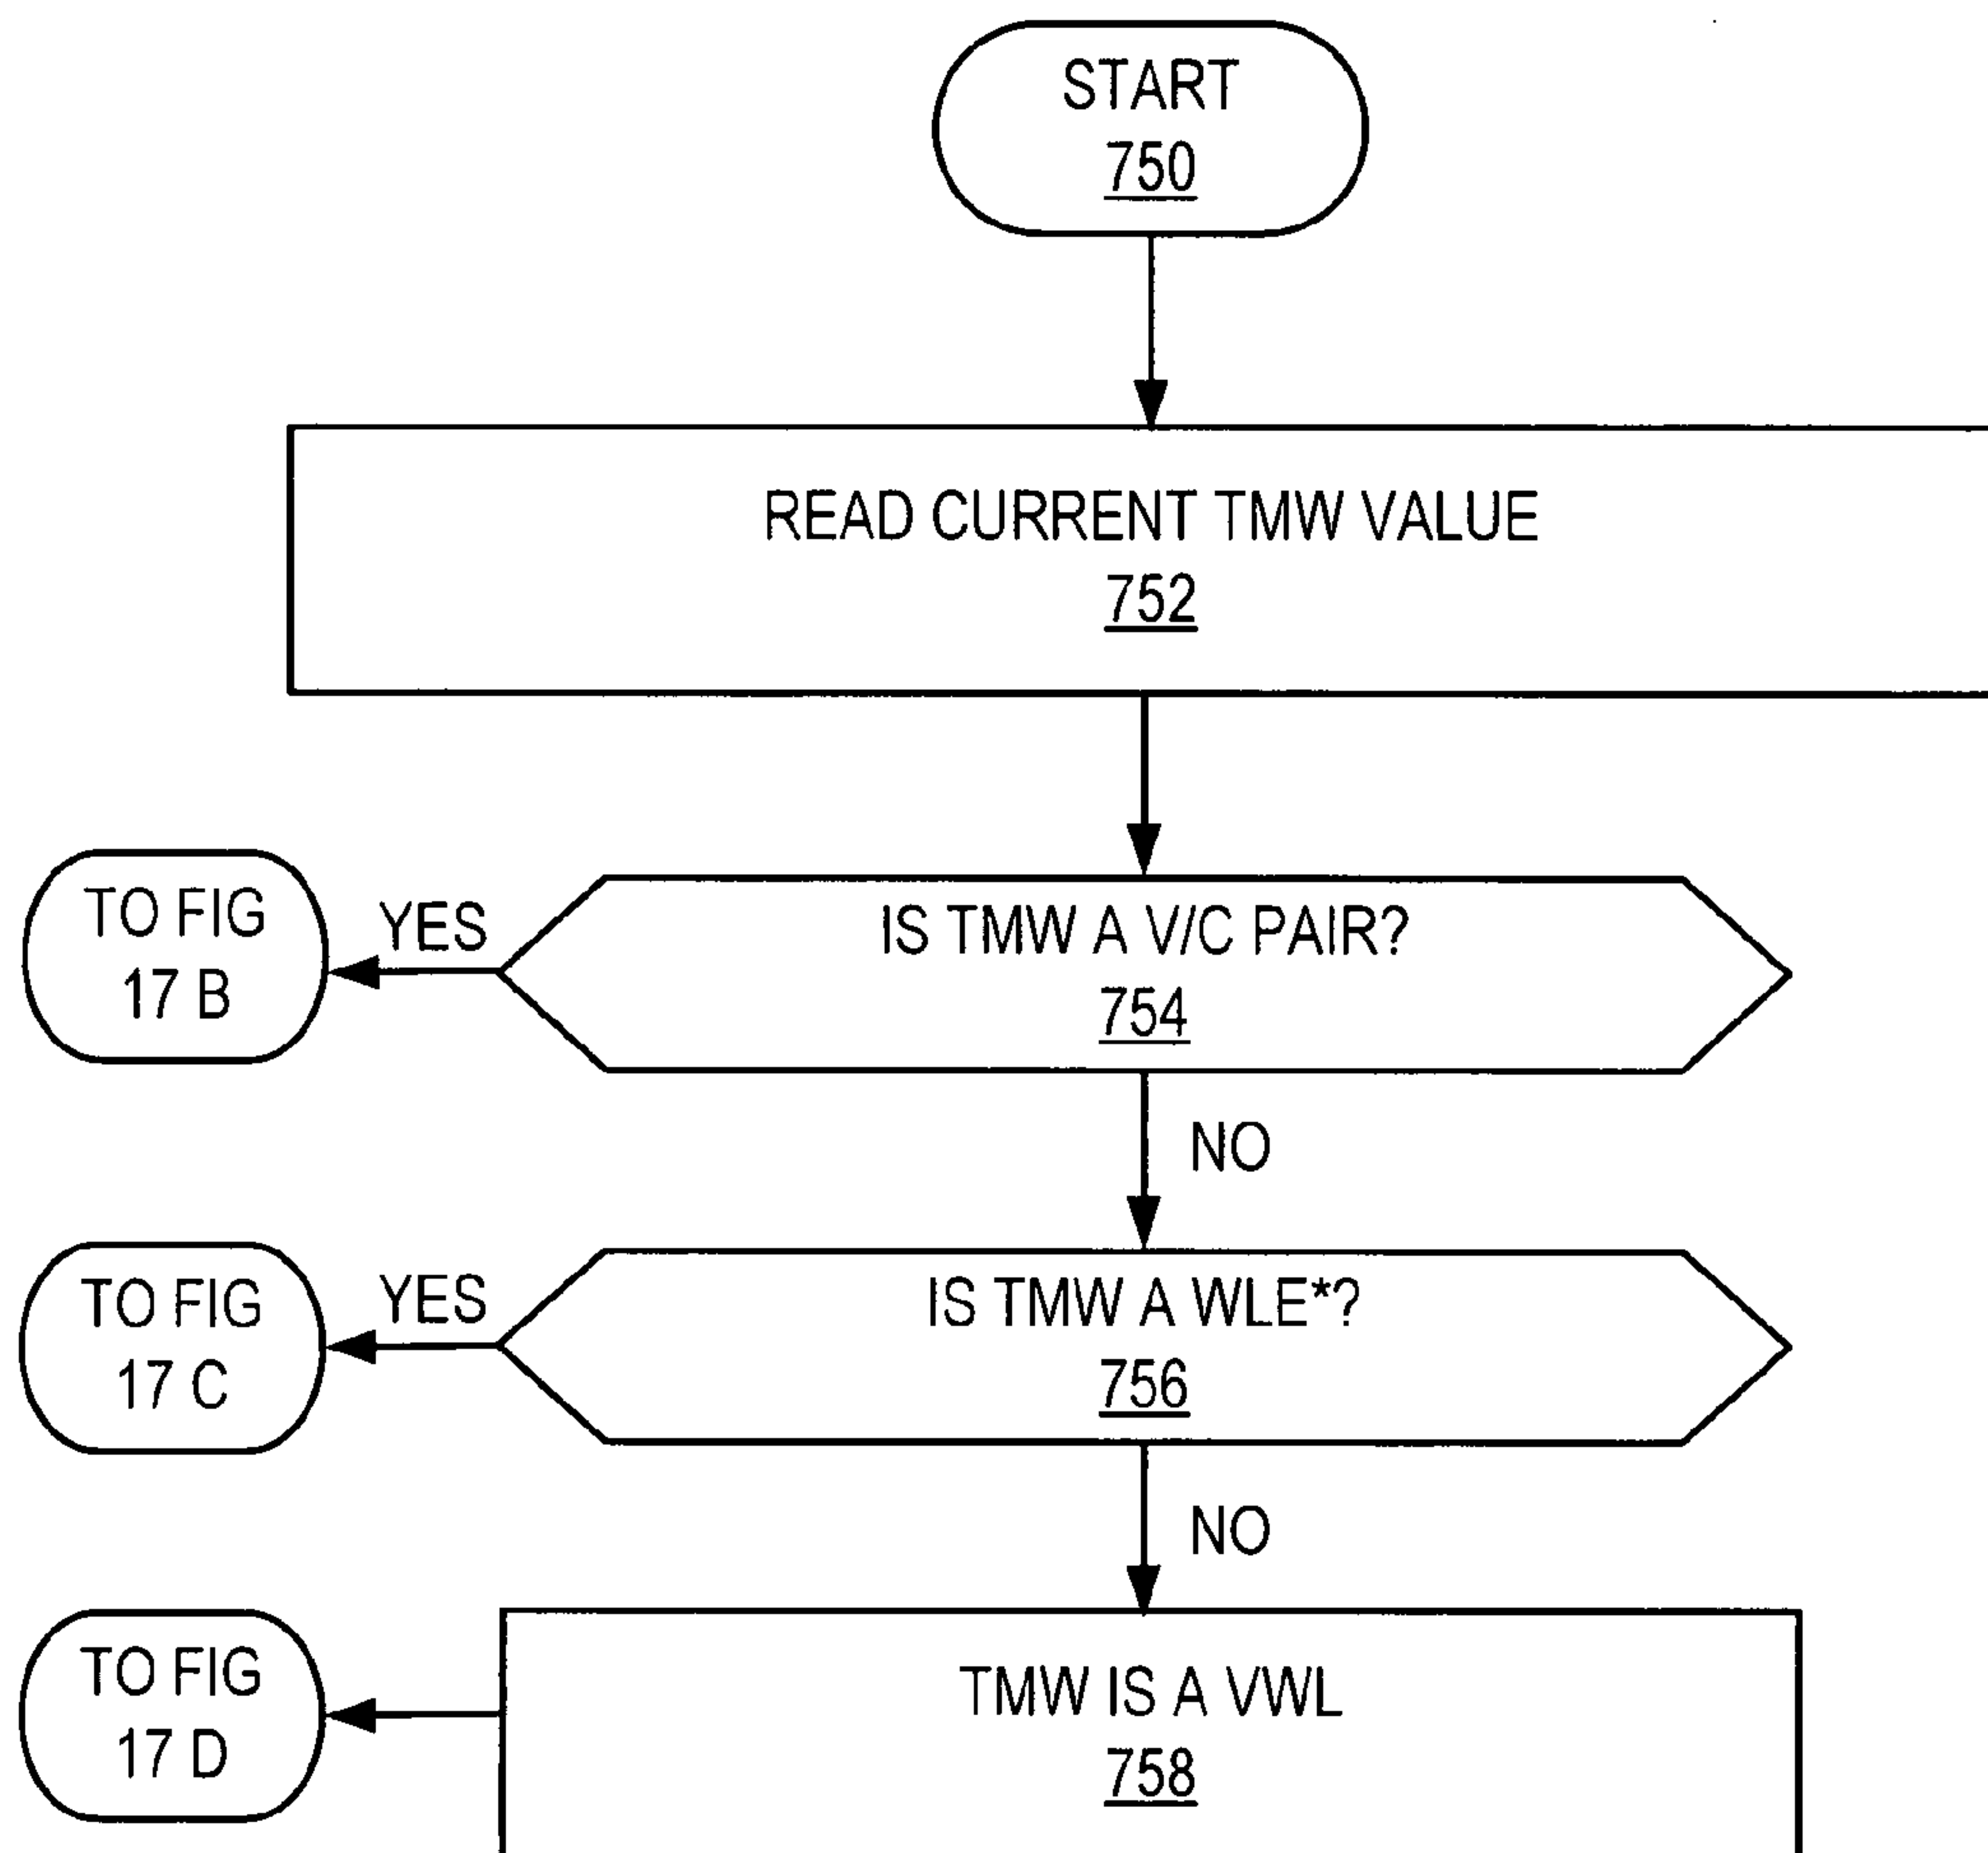 START
750
READ CURRENT TMW VALUE
752
TO FIG
17 B
YES
IS TMW A V/C PAIR?
754
NO
TO FIG
17 C
YES
IS TMW A WLE*?
756
NO
TO FIG
17 D
TMW IS A VWL
758